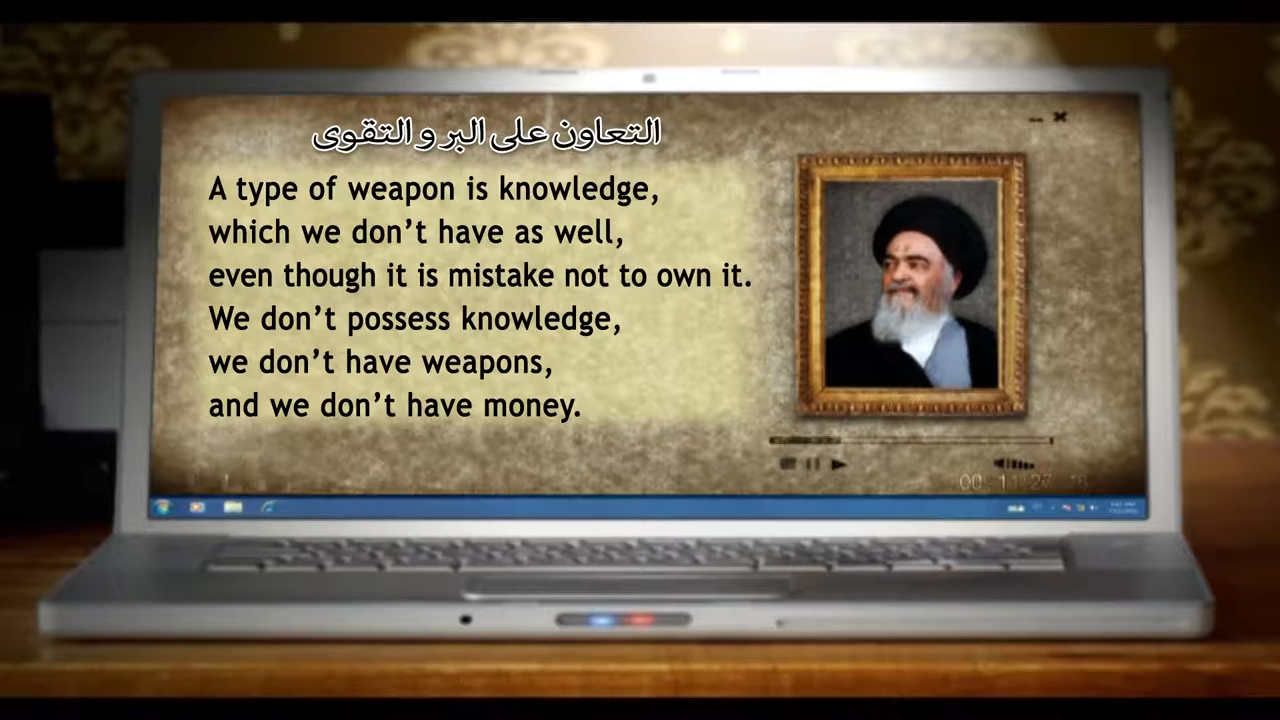 التعاون على البر و التقوى
A type of weapon is knowledge,
which we don't have as well,
even though it is mistake not to own it.
We don't possess knowledge,
we don't have weapons,
and we don't have money.